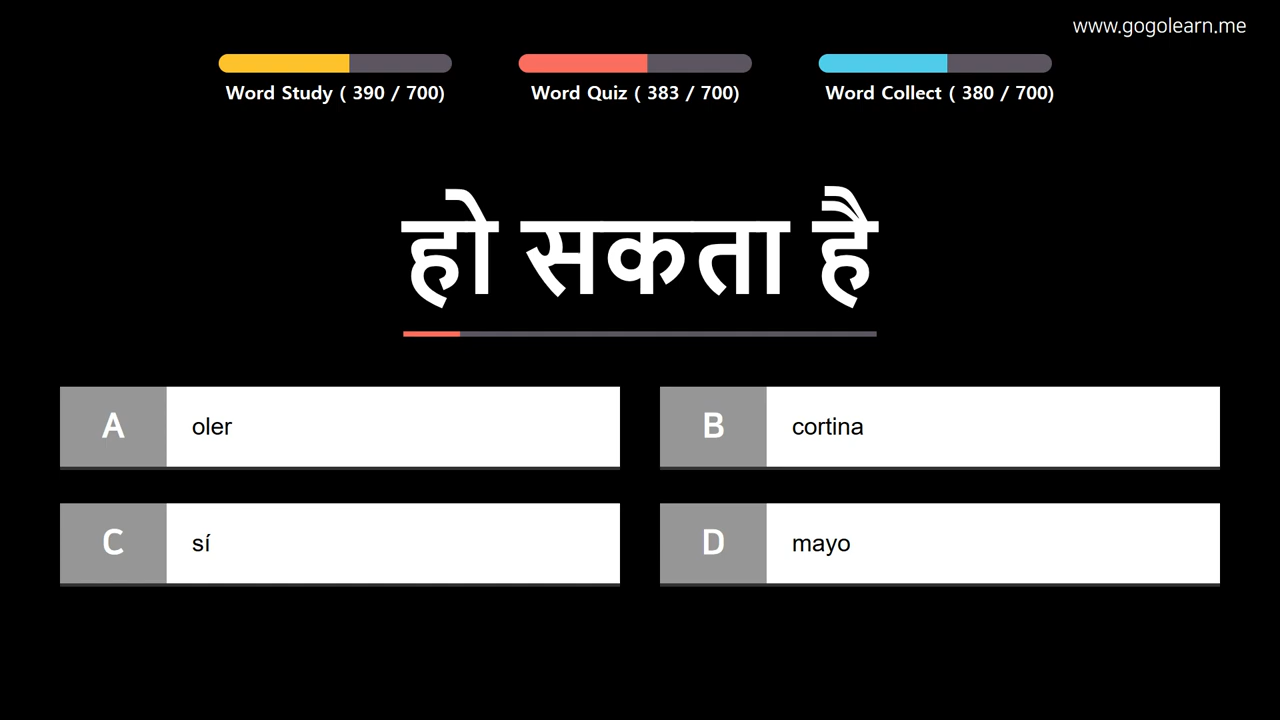 www.gogolearn.me
Word Study ( 390 / 700)
Word Quiz ( 383 / 700)
Word Collect ( 380 / 700)
हो सकता है
A oler
B cortina
C sí
D mayo